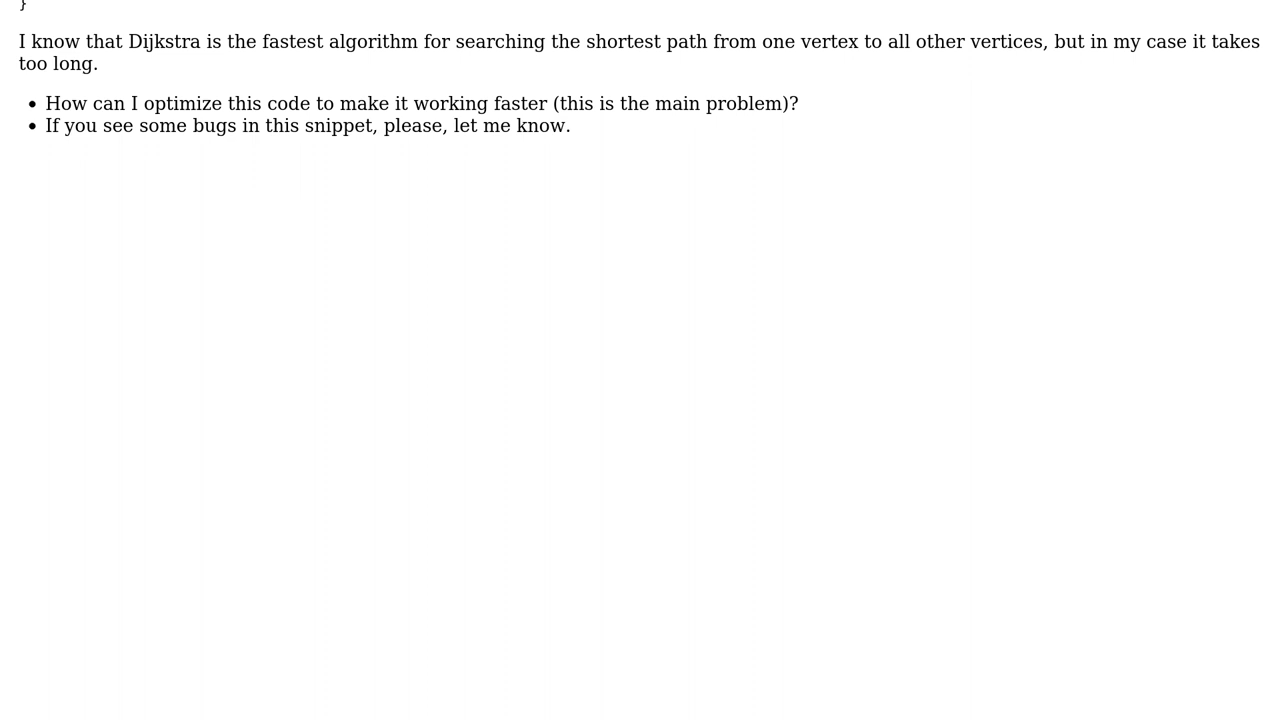 }
I know that Dijkstra is the fastest algorithm for searching the shortest path from one vertex to all other vertices, but in my case it takes
too long.
• How can I optimize this code to make it working faster (this is the main problem)?
• If you see some bugs in this snippet, please, let me know.